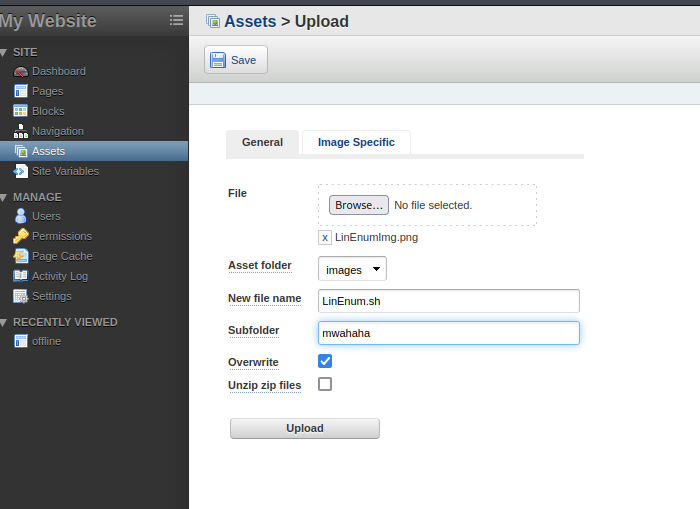 My Website
SITE
Dashboard
Pages
Blocks
Navigation
Assets
Site Variables
MANAGE
Users
Permissions
Page Cache
Activity Log
Settings
RECENTLY VIEWED
offline
Assets > Upload
Save
General Image Specific
File
Browse... No file selected.
x LinEnumImg.png
Asset folder images
New file name LinEnum.sh
Subfolder mwahaha
Overwrite
Unzip zip files
Upload